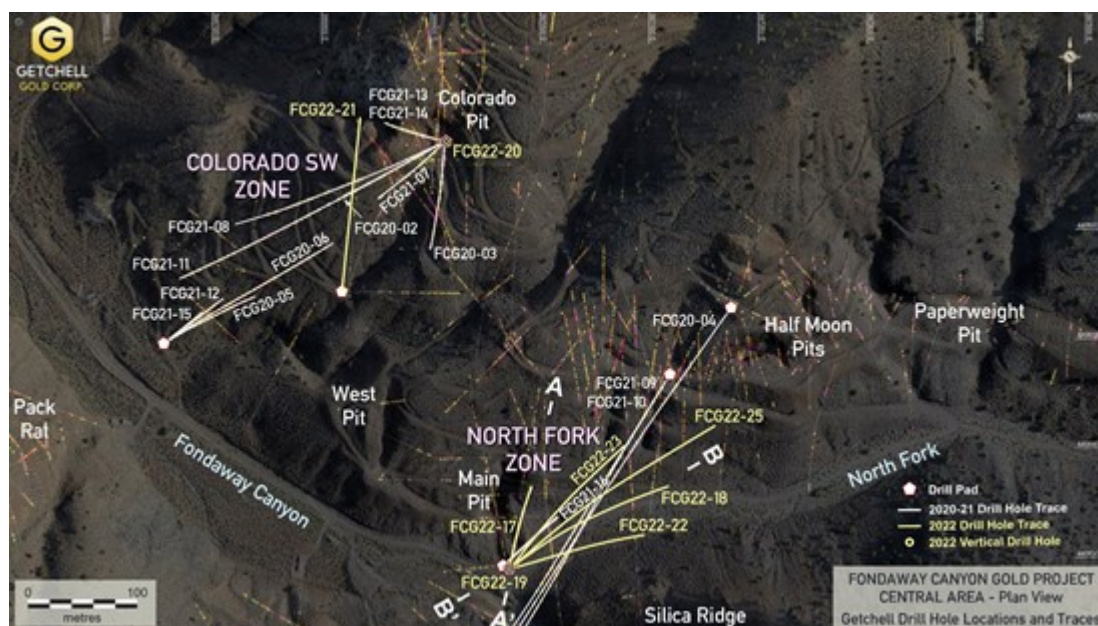 GETCHELL
GOLD CORP.
FCG22-21
FCG21-13
FCG21-14
Colorado
Pit
FCG22-20
COLORADO SW
ZONE
FCG21-07
FCG21-08
FCG20-02
FCG20-06
FCG20-03
FCG21-11
FCG21-12
FCG20-05
FCG21-15
FCG20-04
Half Moon
Pits
Paperweight
Pit
West
Pit
FCG21-09
FCG21-10
A
Pack
Rat
NORTH FORK
ZONE
FCG22-25
FCG22-23
B
Fondaway Canyon
Main
Pit
FCG21-16
North Fork
FCG22-18
FCG22-17
FCG22-22
Drill Pad
2020-21 Drill Hole Trace
2022 Drill Hole Trace
2022 Vertical Drill Hole
FCG22-19
B'
A'
Silica Ridge
0 100
metres
FONDAWAY CANYON GOLD PROJECT
CENTRAL AREA - Plan View
Getchell Drill Hole Locations and Traces